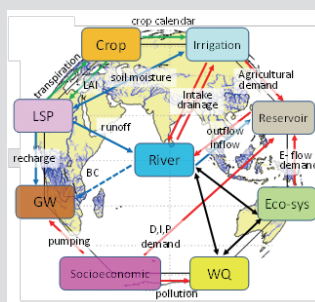 crop calendar
Crop
Irrigation
transpiration
LAI
soil moisture
Agricultural
demand
Intake
drainage
LSP
Reservoir
runoff
outflow
inflow
recharge
River
E- flow
demand
BC
GW
Eco-sys
D,I,P
demand
pumping
Socioeconomic
WQ
pollution